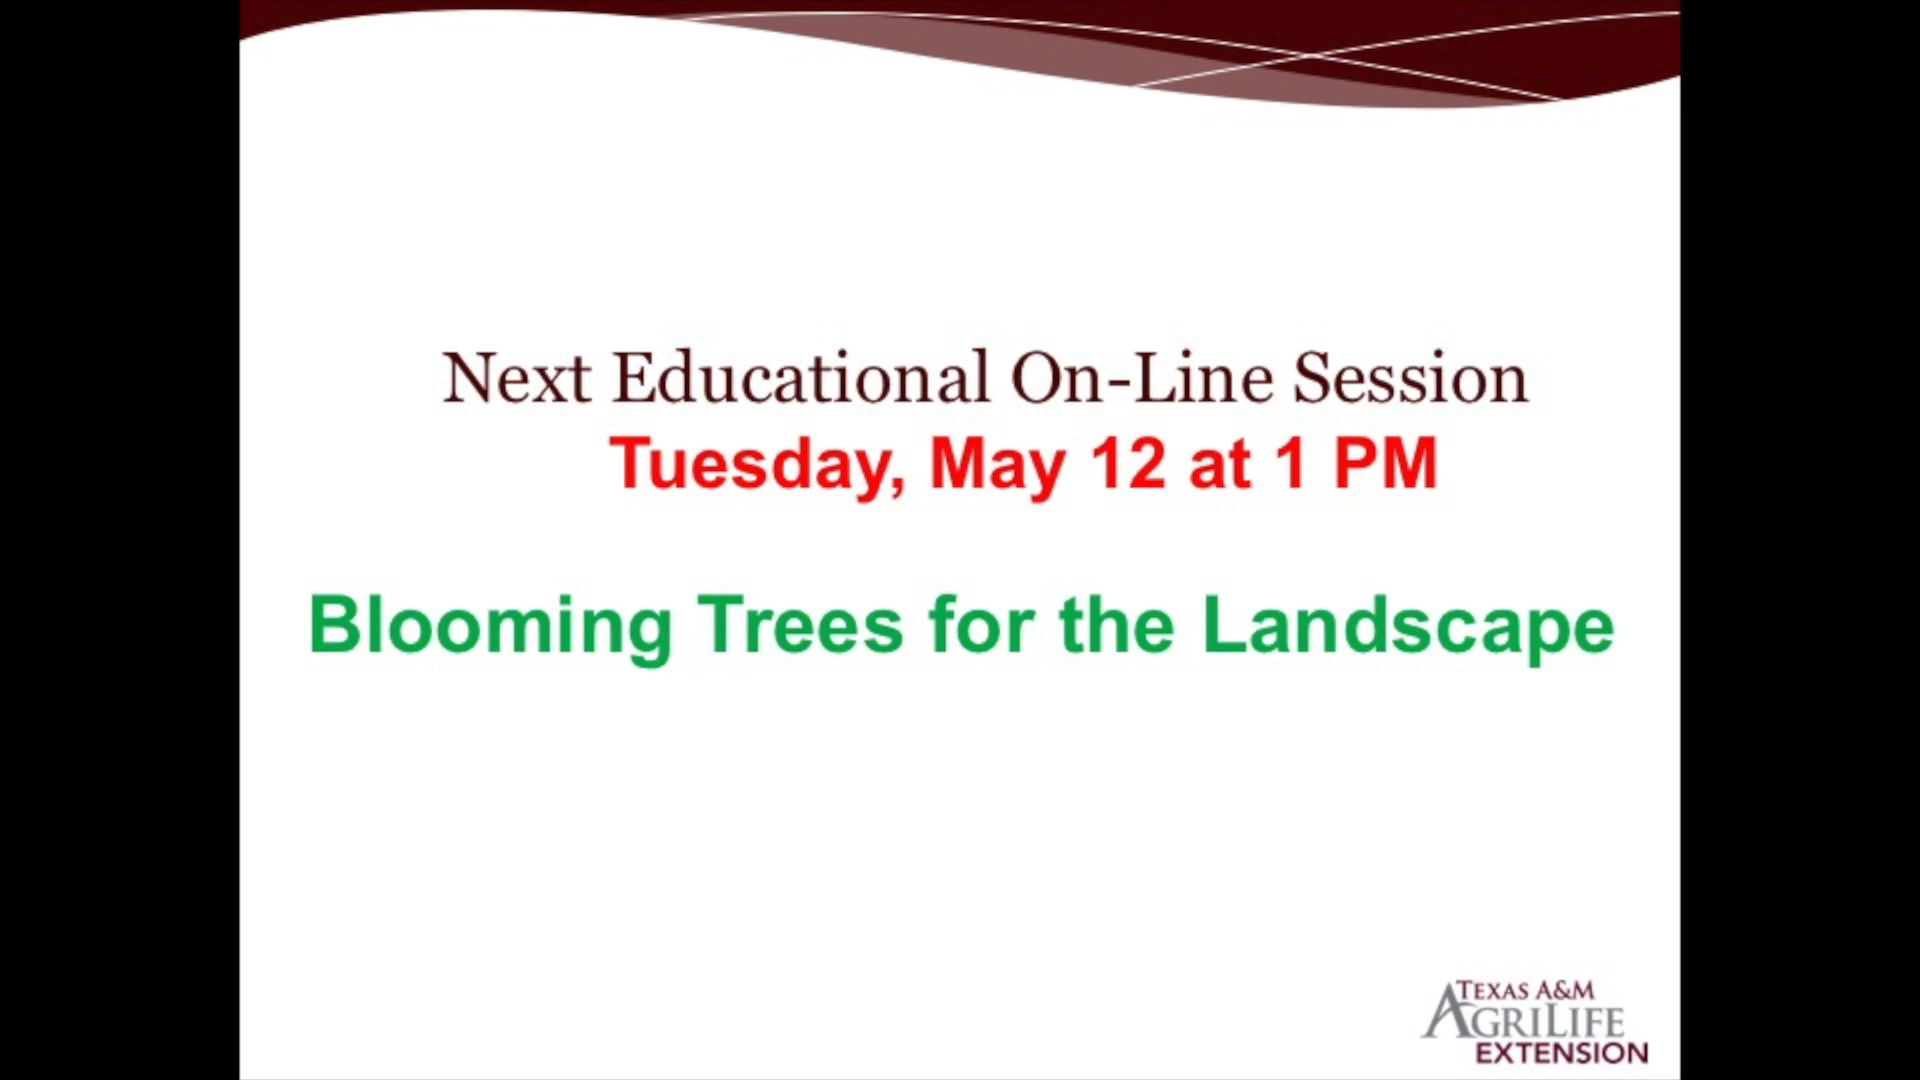 Next Educational On-Line Session
Tuesday, May 12 at 1 PM
Blooming Trees for the Landscape
TEXAS A&M
AGRILIFE
EXTENSION